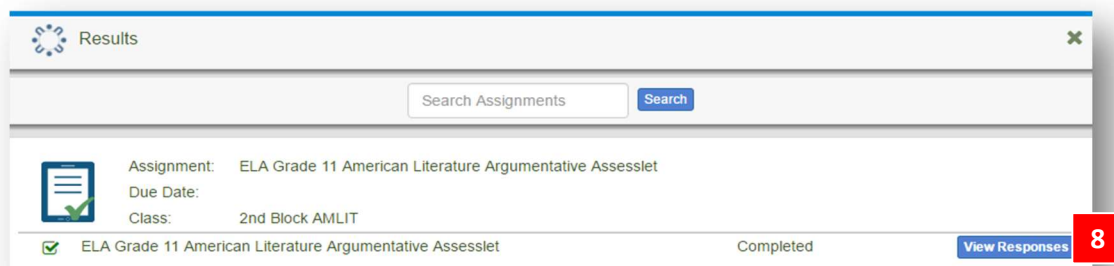 Results
Search Assignments Search
Assignment: ELA Grade 11 American Literature Argumentative Assesslet
Due Date:
Class: 2nd Block AMLIT
ELA Grade 11 American Literature Argumentative Assesslet Completed View Responses 8